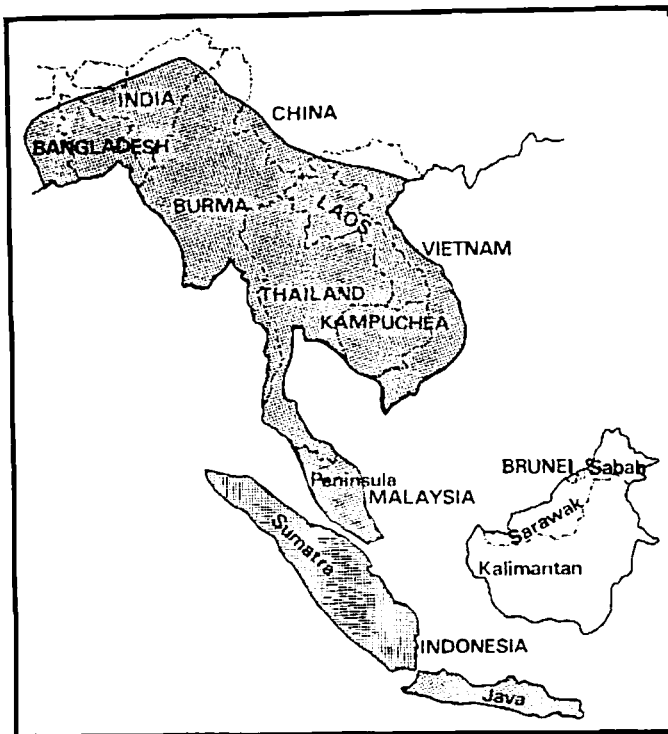 INDIA
CHINA
BANGLADESH
BURMA
LAOS
VIETNAM
THAILAND
KAMPUCHEA
Peninsula
MALAYSIA
BRUNEI
Sabah
Sarawak
Kalimantan
Sumatra
INDONESIA
Java